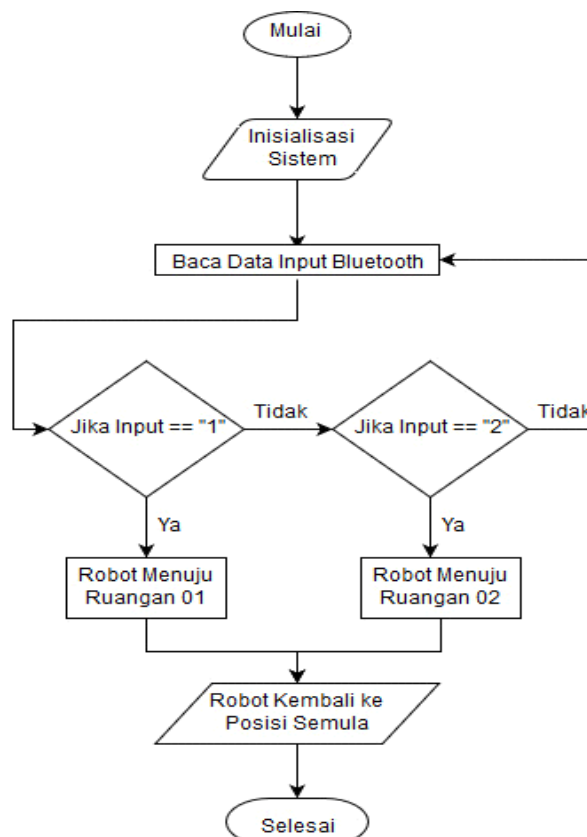 Mulai
Inisialisasi
Sistem
Baca Data Input Bluetooth
Jika Input == "1"
Tidak
Jika Input == "2"
Tidak
Ya
Ya
Robot Menuju
Ruangan 01
Robot Menuju
Ruangan 02
Robot Kembali ke
Posisi Semula
Selesai